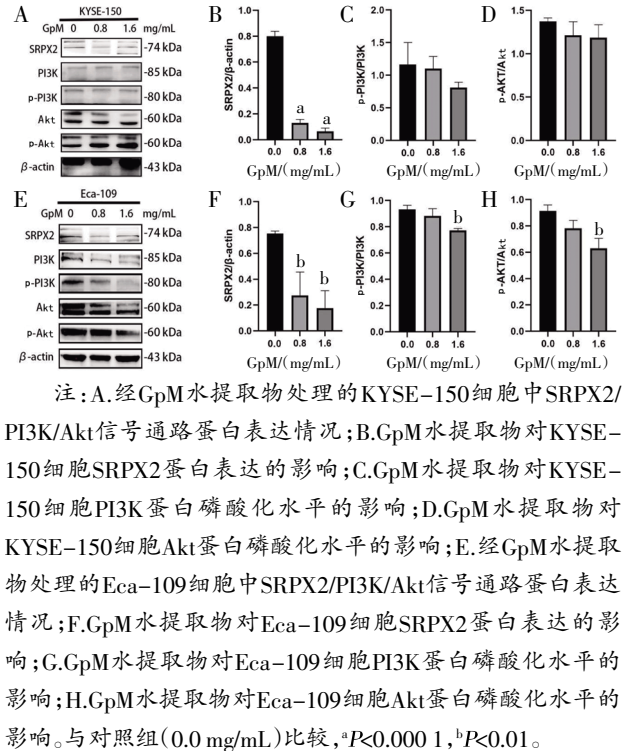 A
KYSE-150
GpM 0 0.8 1.6 mg/mL
SRPX2 -74 kDa
PI3K -85 kDa
p-PI3K -80 kDa
Akt -60 kDa
p-Akt -60 kDa
β-actin -43 kDa
B
SRPX2/β-actin
1.0
0.8
0.6
0.4
0.2
0.0
a
a
0.0 0.8 1.6
GpM/(mg/mL)
C
p-PI3K/PI3K
2.0
1.5
1.0
0.5
0.0
0.0 0.8 1.6
GpM/(mg/mL)
D
p-AKT/Akt
1.5
1.0
0.5
0.0
0.0 0.8 1.6
GpM/(mg/mL)
E
Eca-109
GpM 0 0.8 1.6 mg/mL
SRPX2 -74 kDa
PI3K -85 kDa
p-PI3K -80 kDa
Akt -60 kDa
p-Akt -60 kDa
β-actin -43 kDa
F
SRPX2/β-actin
1.0
0.8
0.6
0.4
0.2
0.0
b
b
0.0 0.8 1.6
GpM/(mg/mL)
G
p-PI3K/PI3K
1.0
0.8
0.6
0.4
0.2
0.0
b
0.0 0.8 1.6
GpM/(mg/mL)
H
p-AKT/Akt
1.0
0.8
0.6
0.4
0.2
0.0
b
0.0 0.8 1.6
GpM/(mg/mL)
注:A.经GpM水提取物处理的KYSE-150细胞中SRPX2/
PI3K/Akt信号通路蛋白表达情况;B.GpM水提取物对KYSE-
150细胞SRPX2蛋白表达的影响;C.GpM水提取物对KYSE-
150细胞PI3K蛋白磷酸化水平的影响;D.GpM水提取物对
KYSE-150细胞Akt蛋白磷酸化水平的影响;E.经GpM水提取
物处理的Eca-109细胞中SRPX2/PI3K/Akt信号通路蛋白表达
情况;F.GpM水提取物对Eca-109细胞SRPX2蛋白表达的影
响;G.GpM水提取物对Eca-109细胞PI3K蛋白磷酸化水平的
影响;H.GpM水提取物对Eca-109细胞Akt蛋白磷酸化水平的
影响。与对照组(0.0 mg/mL)比较,ᵃP<0.000 1,ᵇP<0.01。